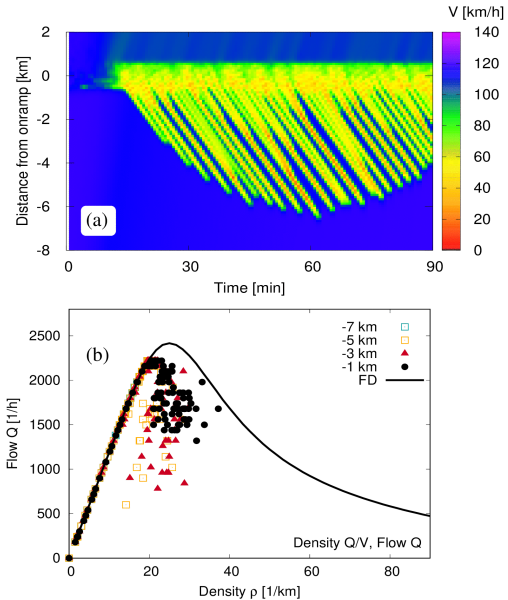 V [km/h]
2
0
-2
-4
-6
-8
Distance from onramp [km]
(a)
0
30
60
90
Time [min]
140
120
100
80
60
40
20
0
2500
2000
1500
1000
500
0
Flow Q [1/h]
(b)
-7 km
-5 km
-3 km
-1 km
FD
Density Q/V, Flow Q
0
20
40
60
80
Density ρ [1/km]